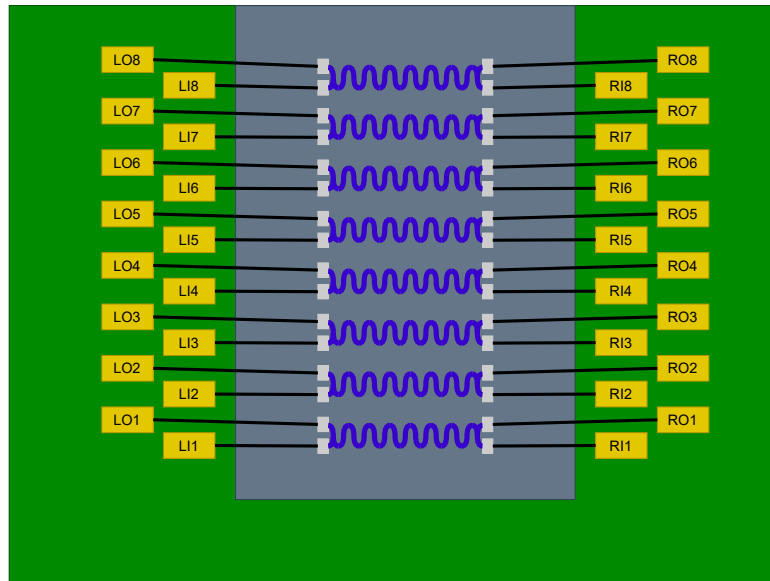 LO8 RO8
LI8 RI8
LO7 RO7
LI7 RI7
LO6 RO6
LI6 RI6
LO5 RO5
LI5 RI5
LO4 RO4
LI4 RI4
LO3 RO3
LI3 RI3
LO2 RO2
LI2 RI2
LO1 RO1
LI1 RI1